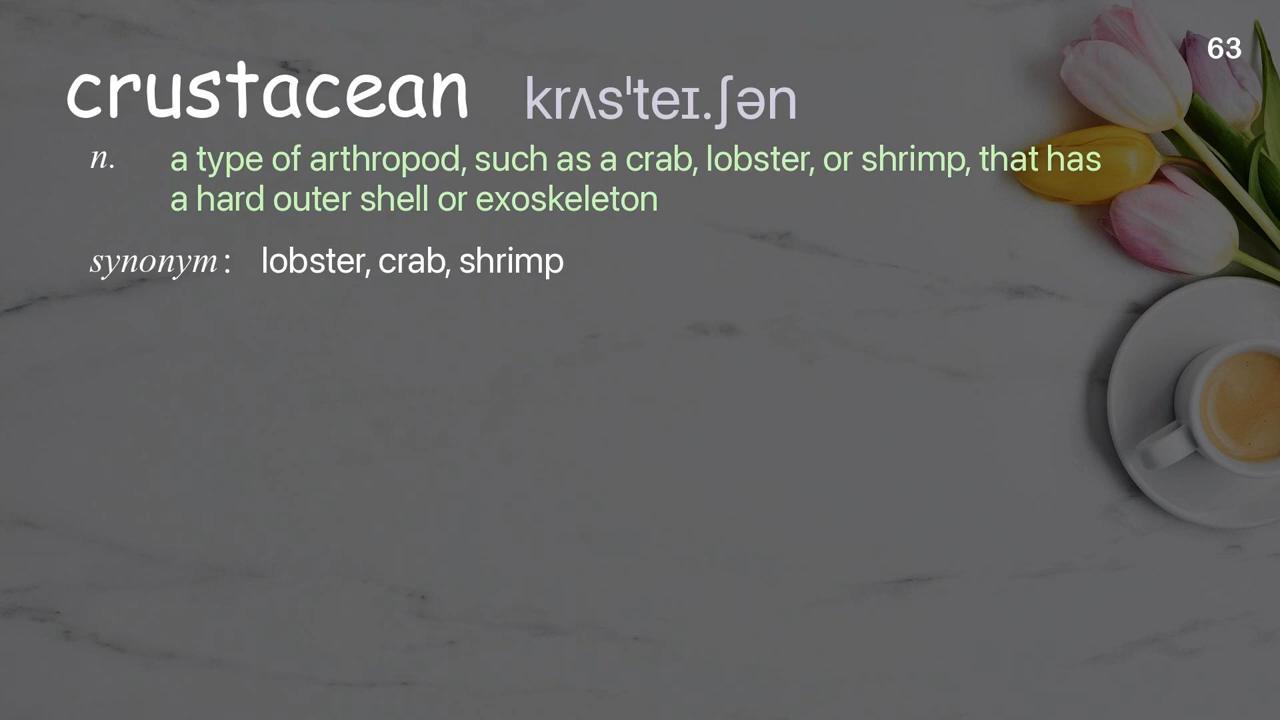 63
crustacean krʌsˈteɪ.ʃən
n. a type of arthropod, such as a crab, lobster, or shrimp, that has
a hard outer shell or exoskeleton
synonym: lobster, crab, shrimp